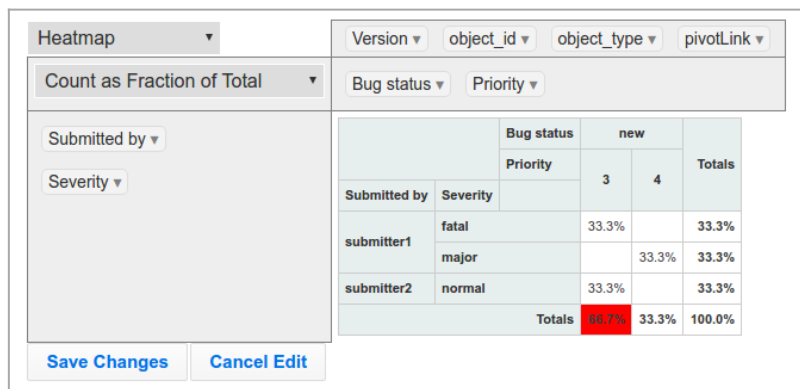 Heatmap ▼ Version ▼ object_id ▼ object_type ▼ pivotLink ▼
Count as Fraction of Total ▼ Bug status ▼ Priority ▼
Submitted by ▼
Severity ▼
Bug status new Totals
Priority 3 4
Submitted by Severity
submitter1 fatal 33.3% 33.3%
major 33.3% 33.3%
submitter2 normal 33.3% 33.3%
Totals 66.7% 33.3% 100.0%
Save Changes Cancel Edit